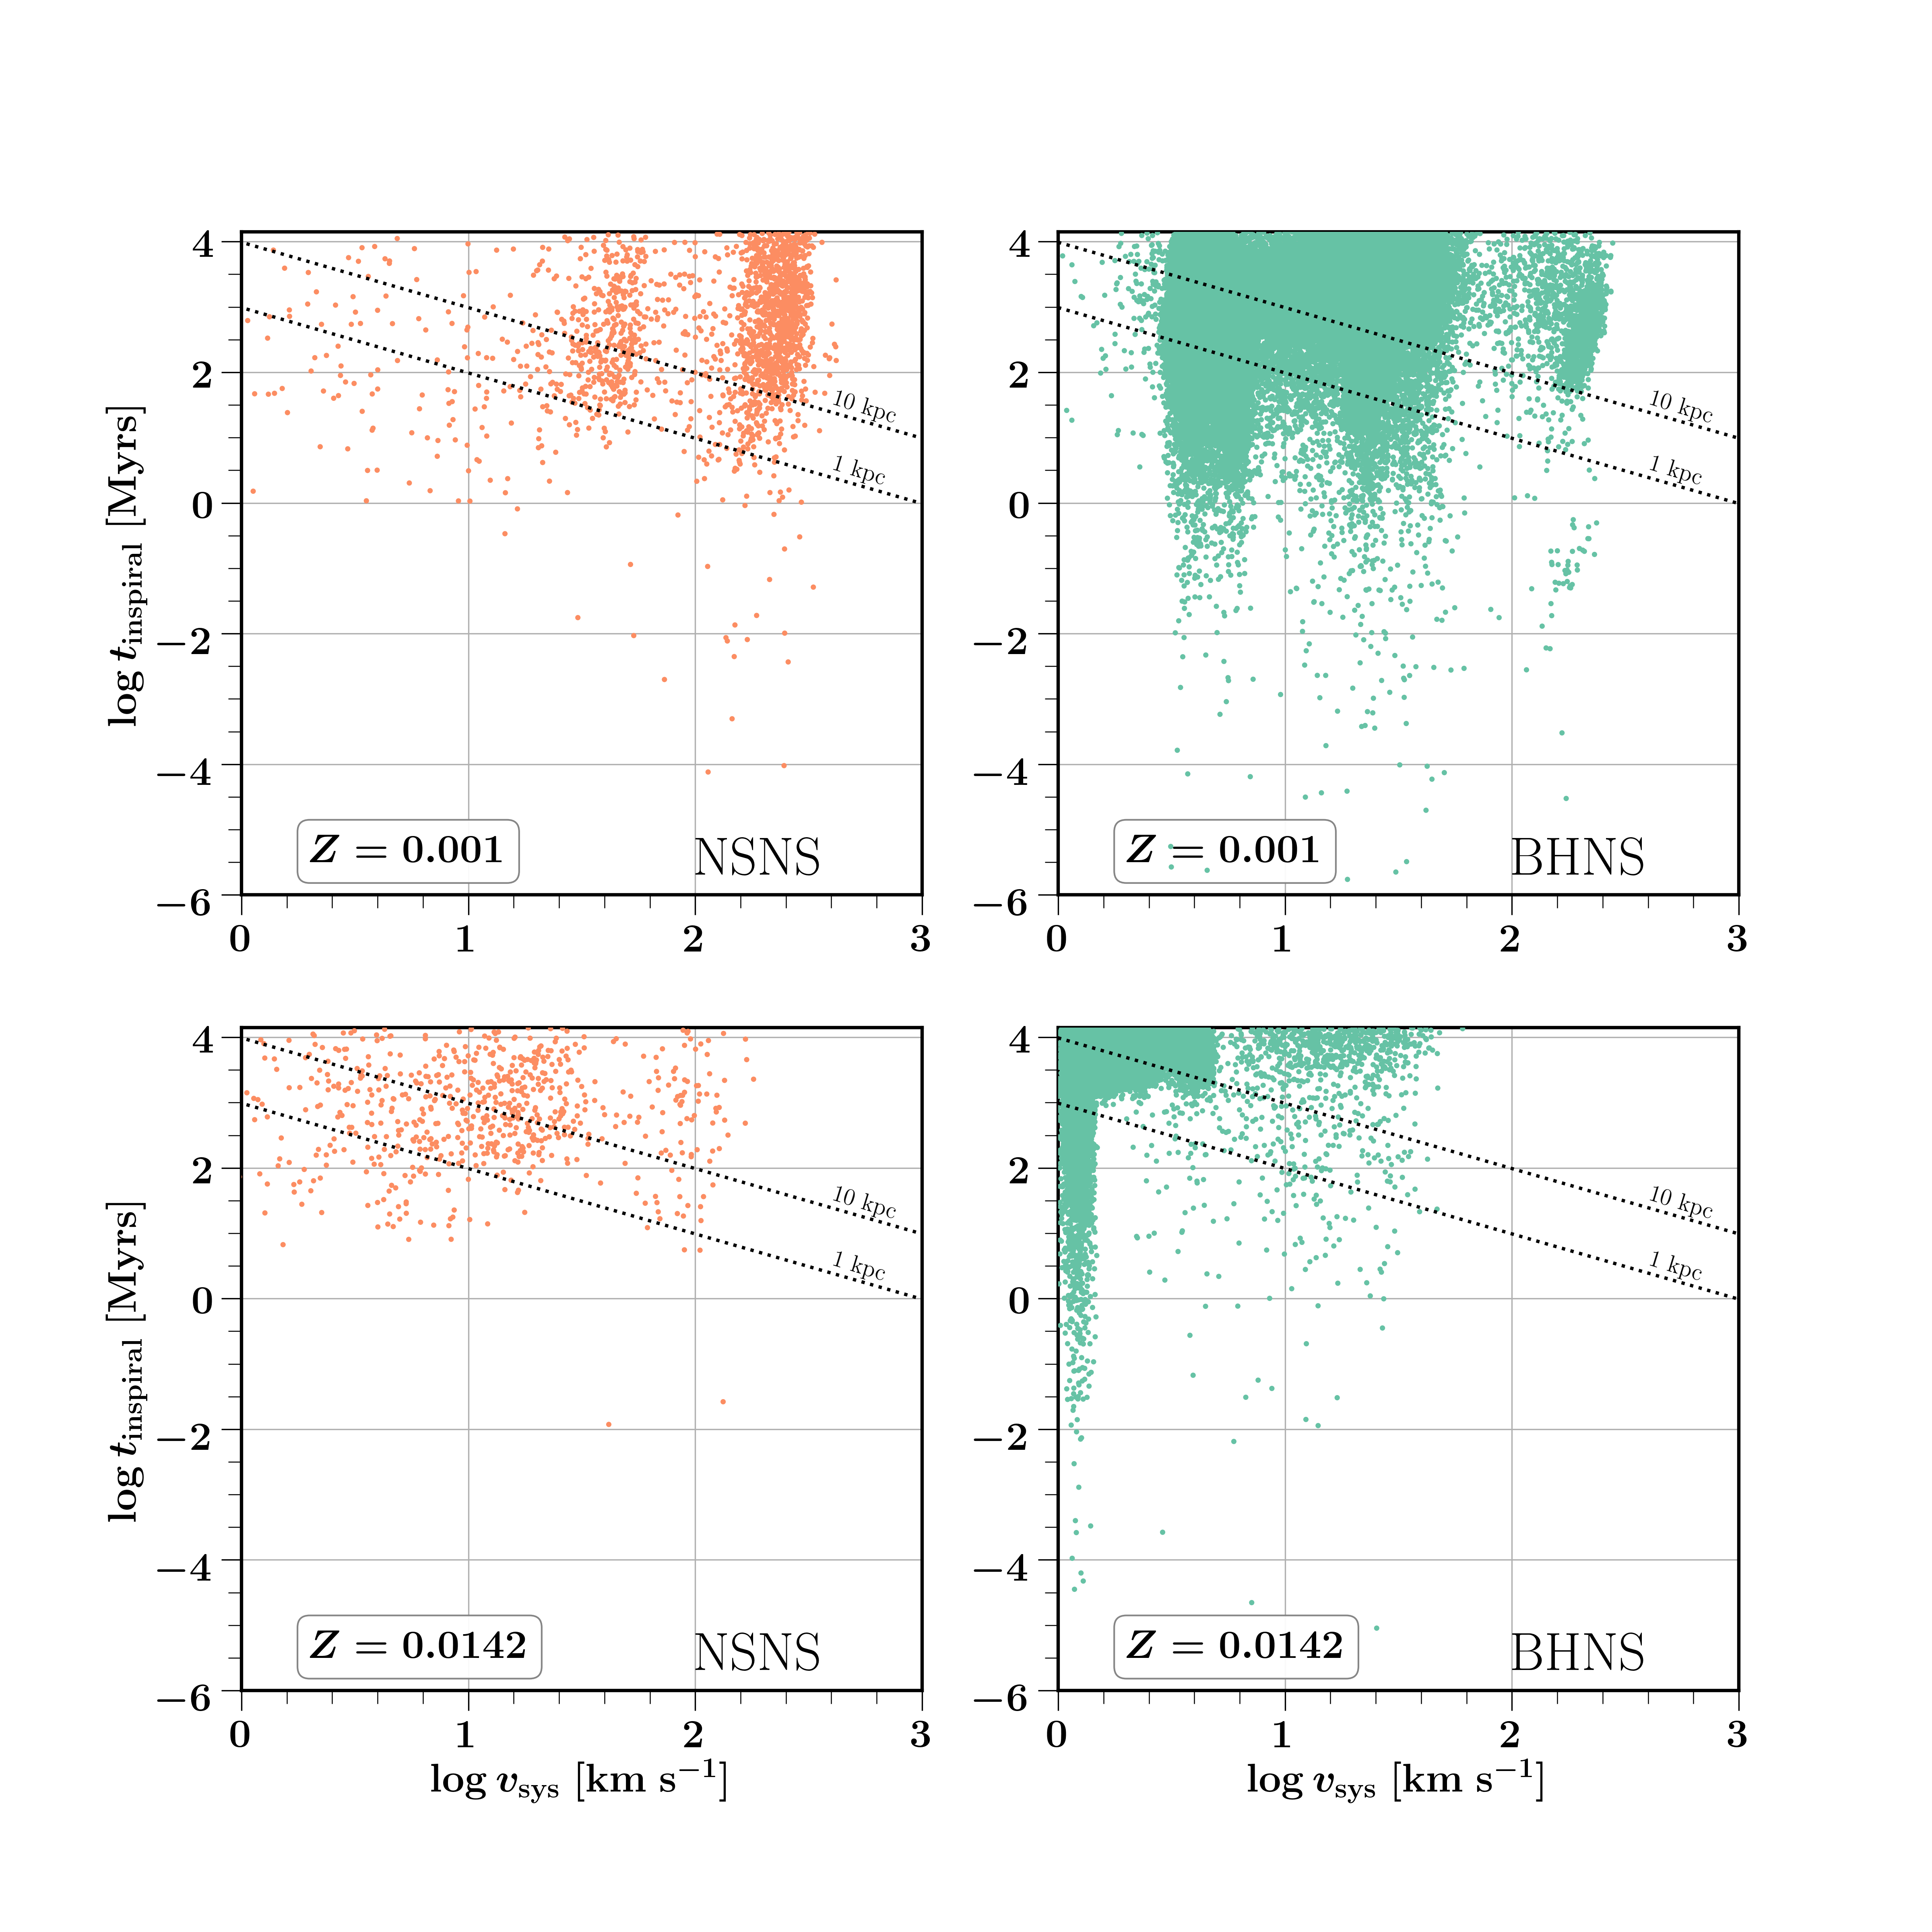 4
2
0
−2
−4
−6
0
1
2
3
log t_inspiral [Myrs]
10 kpc
1 kpc
Z = 0.001
NSNS
4
2
0
−2
−4
−6
0
1
2
3
10 kpc
1 kpc
Z = 0.001
BHNS
4
2
0
−2
−4
−6
0
1
2
3
log t_inspiral [Myrs]
log v_sys [km s⁻¹]
10 kpc
1 kpc
Z = 0.0142
NSNS
4
2
0
−2
−4
−6
0
1
2
3
log v_sys [km s⁻¹]
10 kpc
1 kpc
Z = 0.0142
BHNS